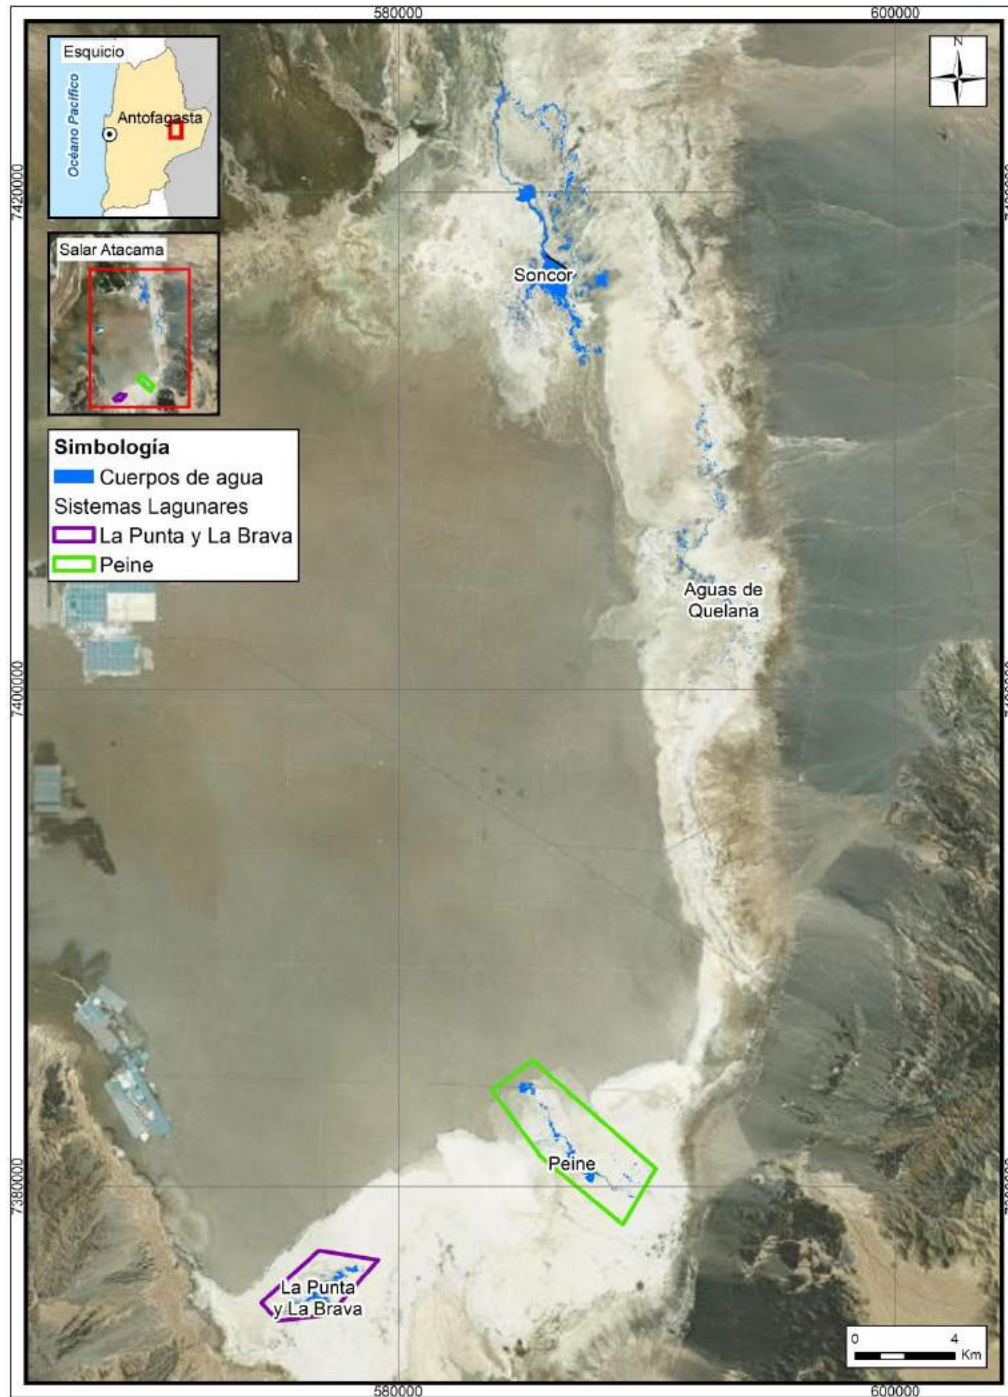 580000
600000
Esquicio
Océano Pacífico
Antofagasta
N
7420000
Salar Atacama
Soncor
Simbología
Cuerpos de agua
Sistemas Lagunares
La Punta y La Brava
Peine
Aguas de
Quelana
7400000
Peine
7380000
La Punta
y La Brava
0 4
Km
580000
600000